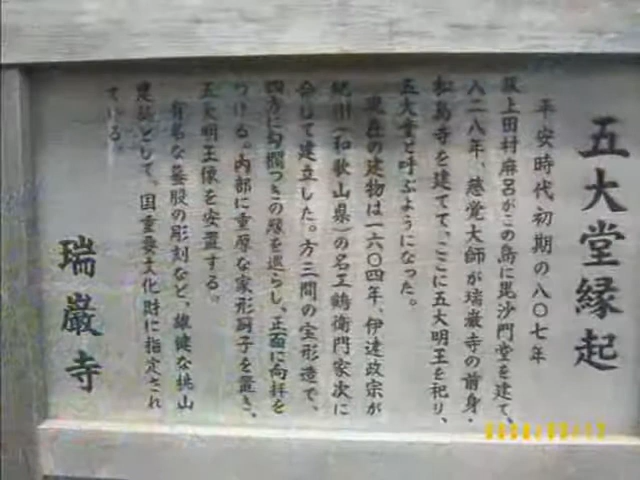 五大堂縁起
平安時代初期の八〇七年
坂上田村麻呂がこの島に毘沙門堂を建て、
八二八年、慈覚大師が瑞巌寺の前身・
松島寺を建てて、ここに五大明王を祀り、
五大堂と呼ぶようになった。
現在の建物は一六〇四年、伊達政宗が
紀州(和歌山県)の名工鶴衛門家次に
命じて建立した。方三間の宝形造で、
四方に勾欄つきの縁を巡らし、正面に向拝を
つける。内部に重厚な家形厨子を置き、
五大明王像を安置する。
有名な蟇股の彫刻など、雄健な桃山
建築として、国重要文化財に指定され
ている。
瑞巌寺